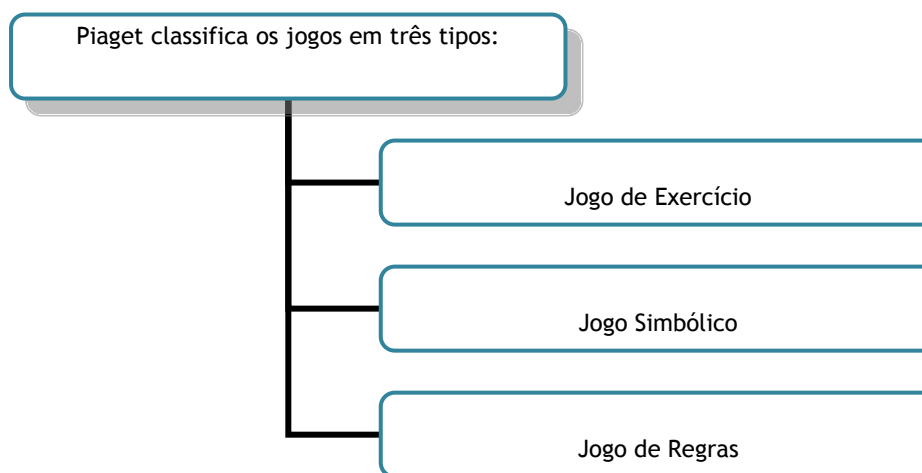 Piaget classifica os jogos em três tipos:
Jogo de Exercício
Jogo Simbólico
Jogo de Regras